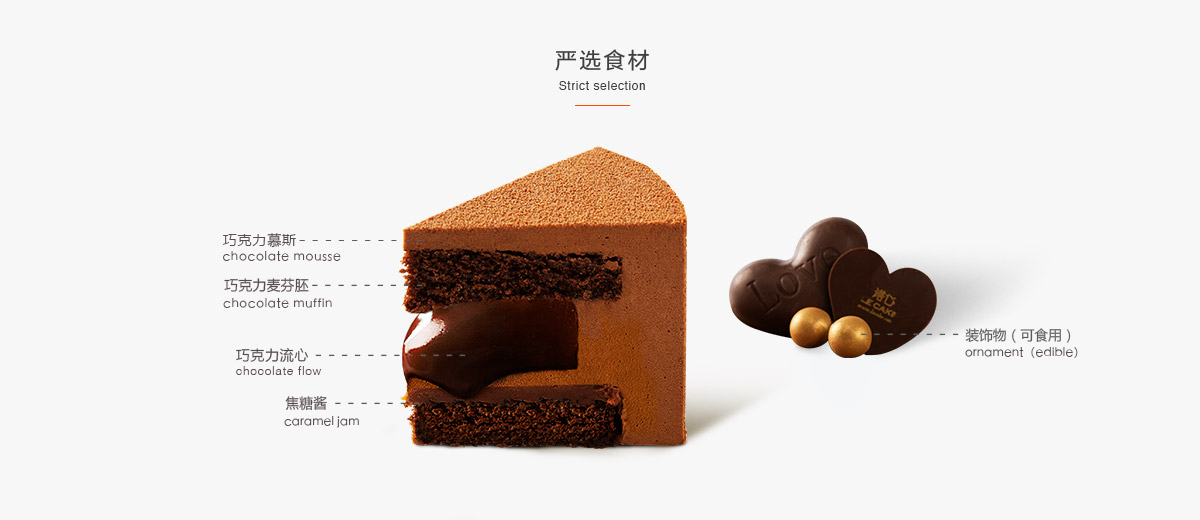 严选食材
Strict selection
巧克力慕斯
chocolate mousse
巧克力麦芬胚
chocolate muffin
巧克力流心
chocolate flow
焦糖酱
caramel jam
Love
诺心
LE CAKE
装饰物（可食用）
ornament（edible）